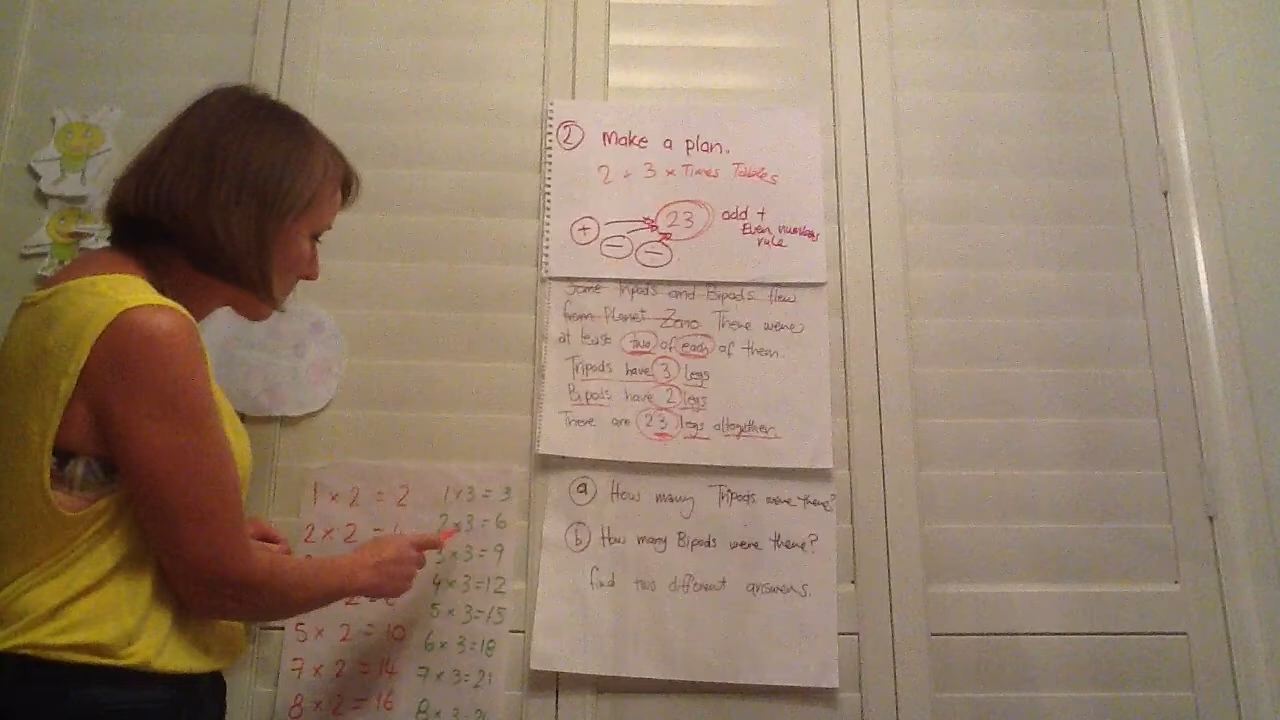 ② Make a plan.
2 + 3 × Times Tables
+ 23 add +
− − Even numbers
rule
Some Tripods and Bipods flew
from Planet Zeno. There were
at least two of each of them.
Tripods have 3 legs
Bipods have 2 legs
There are 23 legs altogether.
ⓐ How many Tripods were there?
ⓑ How many Bipods were there?
find two different answers.
1 × 2 = 2
2 × 2 =
5 × 2 = 10
7 × 2 = 14
8 × 2 = 16
1 × 3 = 3
2 × 3 = 6
3 × 3 = 9
4 × 3 = 12
5 × 3 = 15
6 × 3 = 18
7 × 3 = 21
8 × 3 =